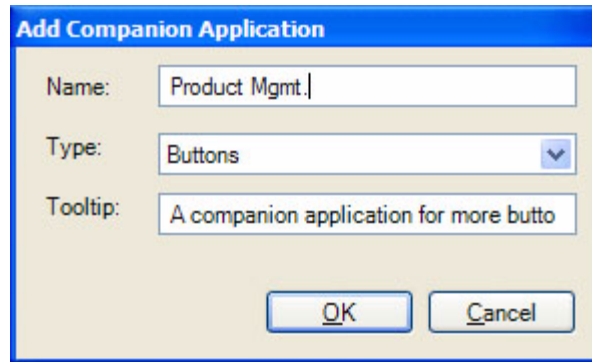 Add Companion Application
Name: Product Mgmt.
Type: Buttons
Tooltip: A companion application for more butto
OK Cancel